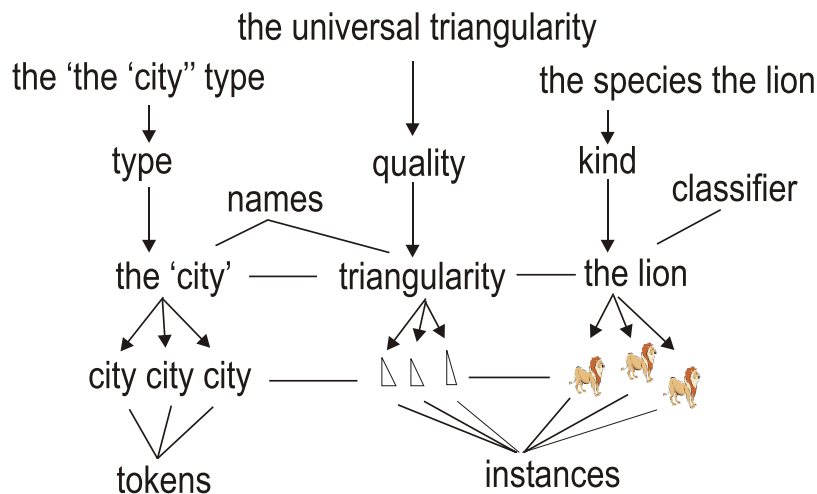 the universal triangularity
the ‘the ‘city’’ type
the species the lion
type
quality
kind
classifier
names
the ‘city’
triangularity
the lion
city city city
tokens
instances